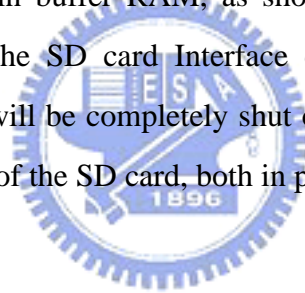 in buffer RAM, as sho
he SD card Interface
will be completely shut
of the SD card, both in p
E S
1896